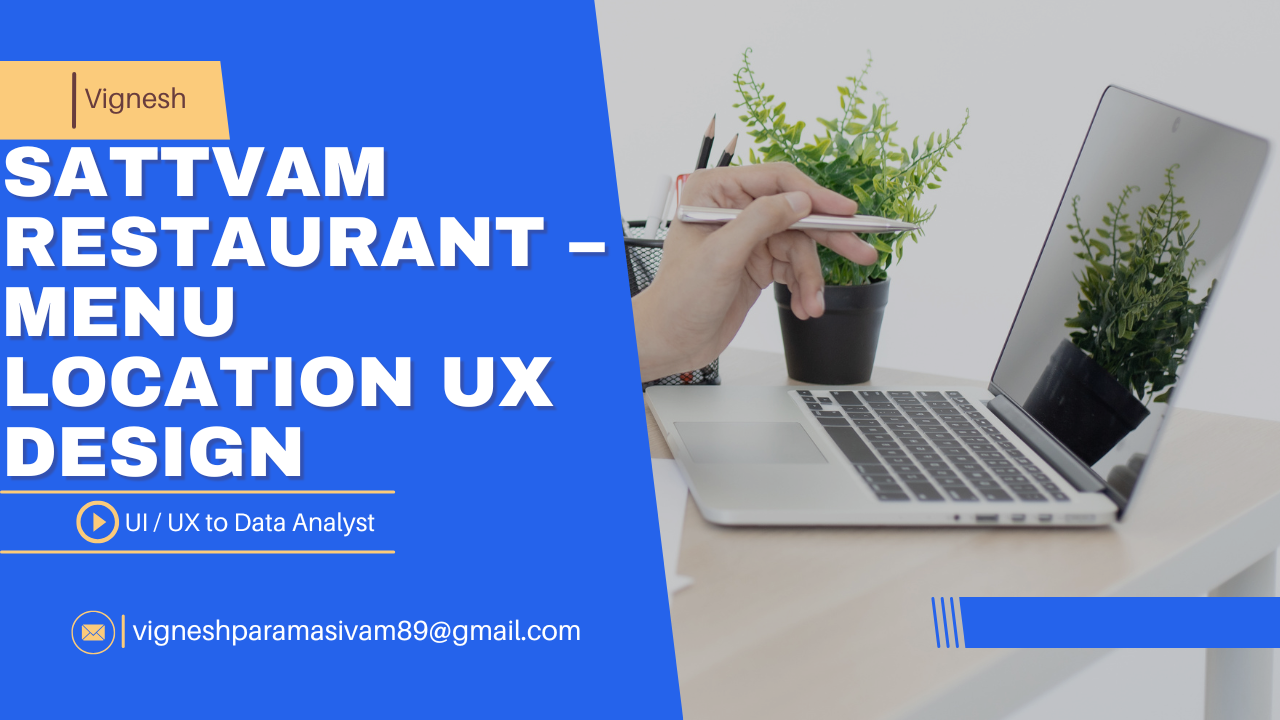 Vignesh
SATTVAM
RESTAURANT –
MENU
LOCATION UX
DESIGN
UI / UX to Data Analyst
vigneshparamasivam89@gmail.com